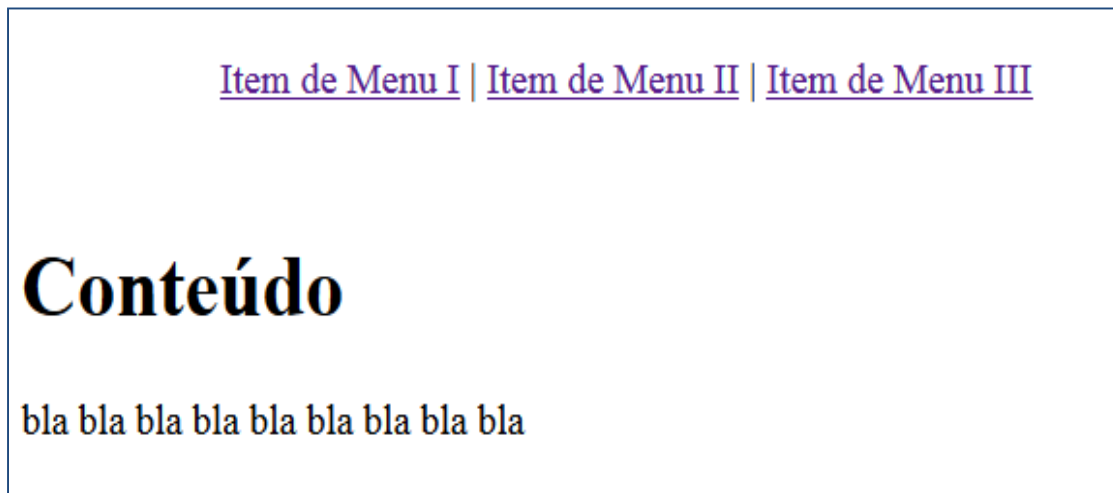 Item de Menu I | Item de Menu II | Item de Menu III
Conteúdo
bla bla bla bla bla bla bla bla bla